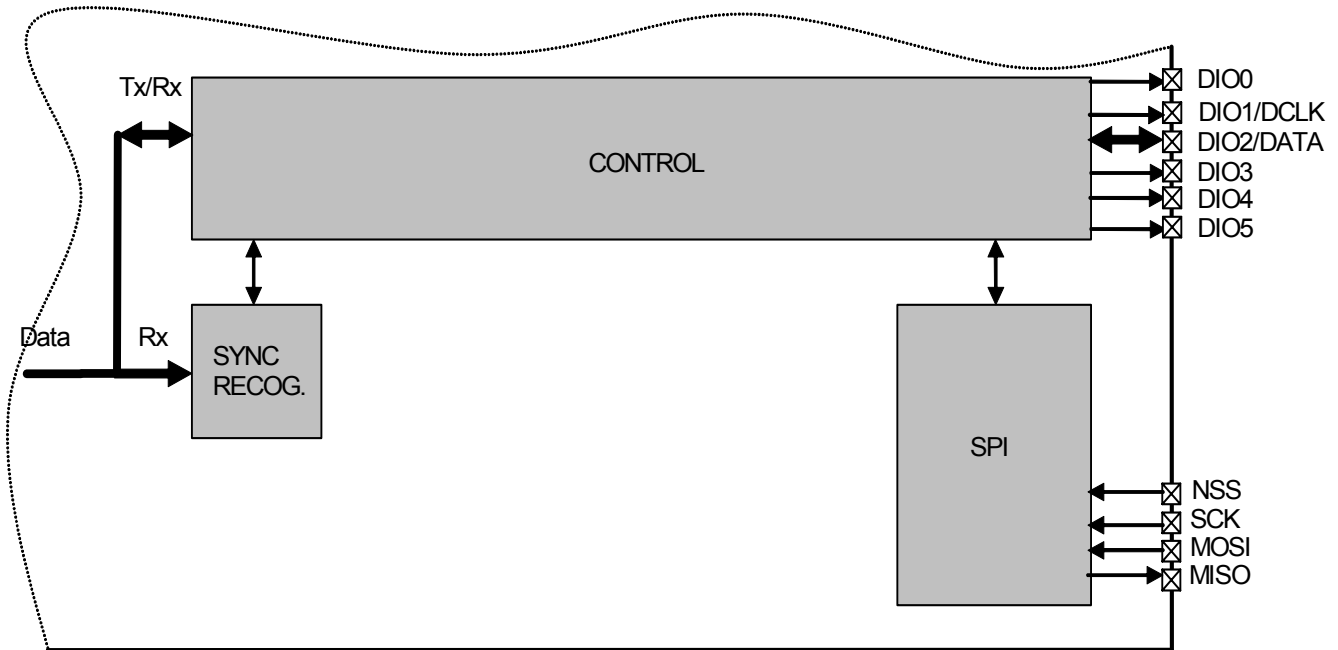 Tx/Rx
CONTROL
DIO0
DIO1/DCLK
DIO2/DATA
DIO3
DIO4
DIO5
Data
Rx
SYNC
RECOG.
SPI
NSS
SCK
MOSI
MISO